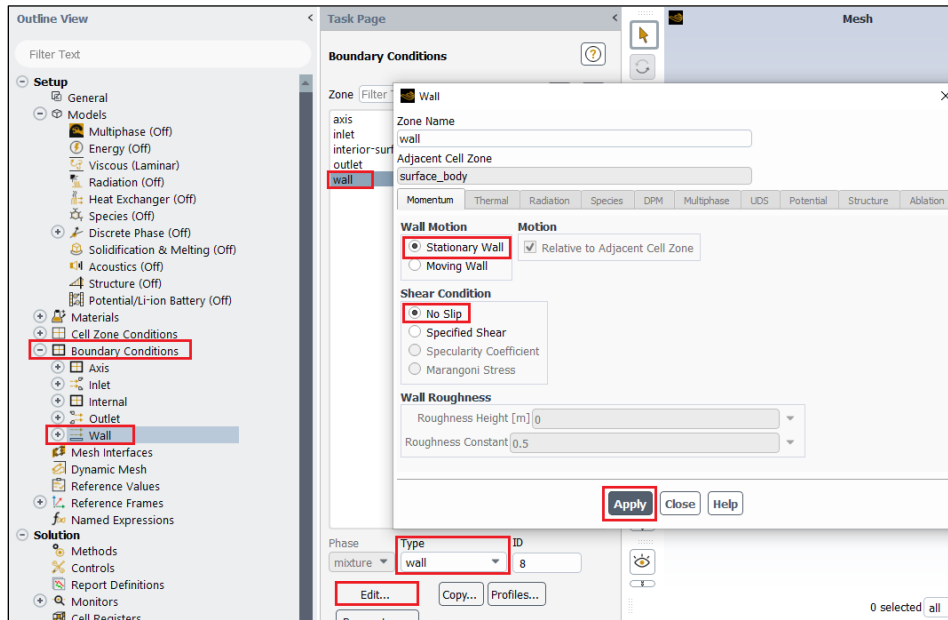 Outline View
Filter Text
Setup
General
Models
Multiphase (Off)
Energy (Off)
Viscous (Laminar)
Radiation (Off)
Heat Exchanger (Off)
Species (Off)
Discrete Phase (Off)
Solidification & Melting (Off)
Acoustics (Off)
Structure (Off)
Potential/Li-ion Battery (Off)
Materials
Cell Zone Conditions
Boundary Conditions
Axis
Inlet
Internal
Outlet
Wall
Mesh Interfaces
Dynamic Mesh
Reference Values
Reference Frames
Named Expressions
Solution
Methods
Controls
Report Definitions
Monitors
Cell Registers
Task Page
Boundary Conditions
Zone Filter
axis
inlet
interior-surf
outlet
wall
Phase Type ID
mixture wall 8
Edit... Copy... Profiles...
Mesh
Wall
Zone Name
wall
Adjacent Cell Zone
surface_body
Momentum Thermal Radiation Species DPM Multiphase UDS Potential Structure Ablation
Wall Motion Motion
Stationary Wall Relative to Adjacent Cell Zone
Moving Wall
Shear Condition
No Slip
Specified Shear
Specularity Coefficient
Marangoni Stress
Wall Roughness
Roughness Height [m] 0
Roughness Constant 0.5
Apply Close Help
0 selected all